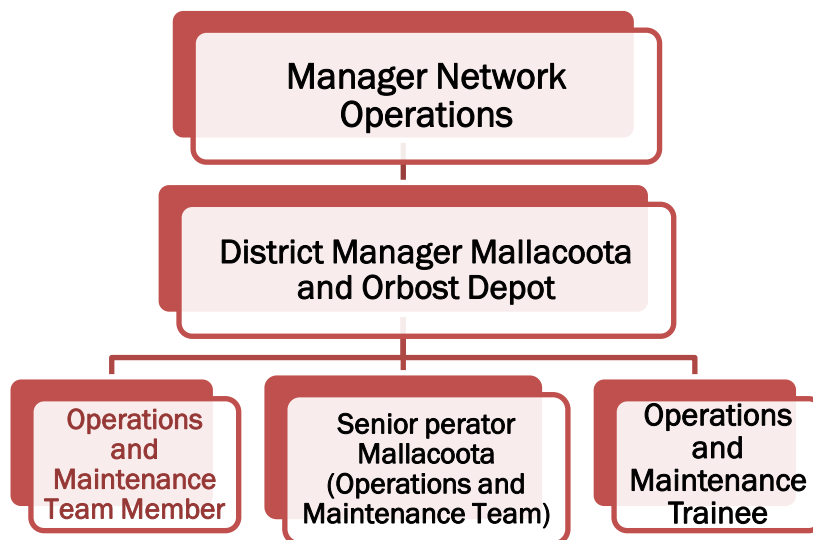 Manager Network
Operations
District Manager Mallacoota
and Orbost Depot
Operations
and
Maintenance
Team Member
Senior perator
Mallacoota
(Operations and
Maintenance Team)
Operations
and
Maintenance
Trainee